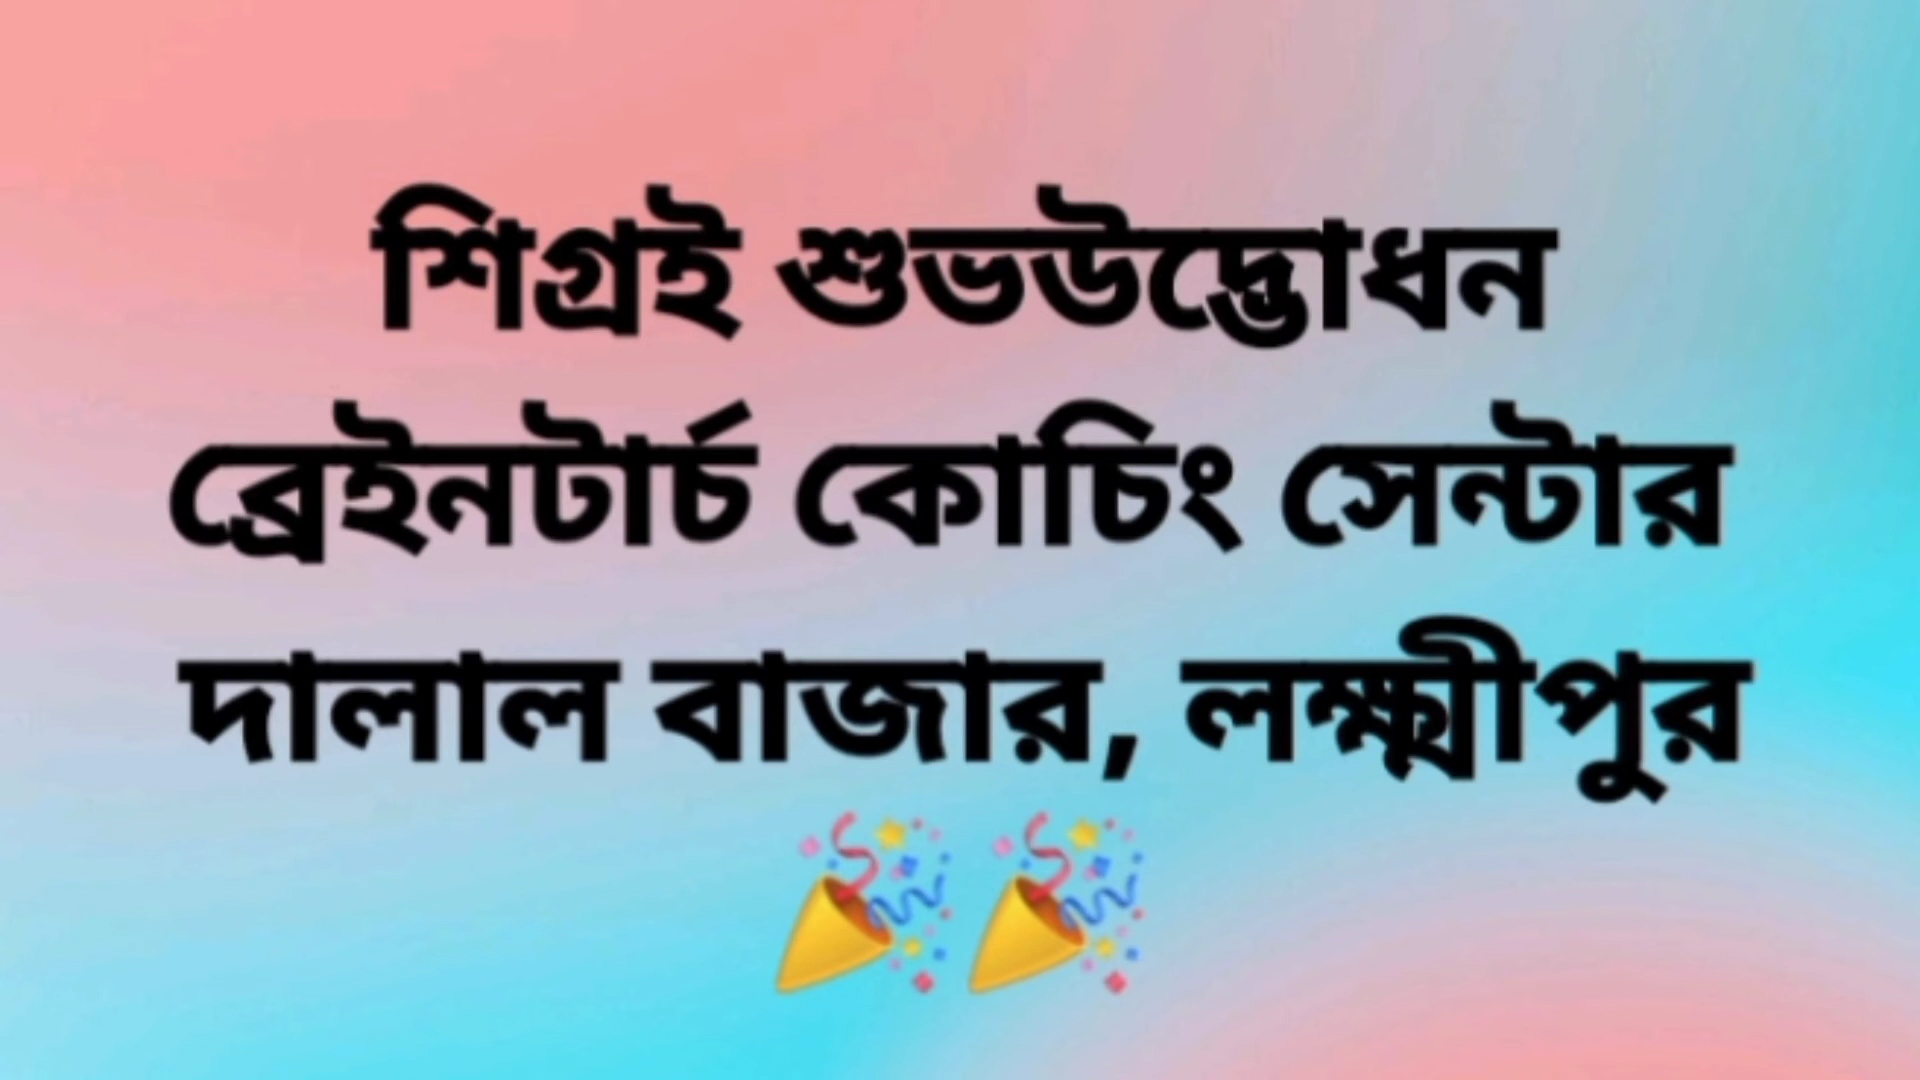 শিগ্রই শুভউদ্ভোধন
ব্রেইনটার্চ কোচিং সেন্টার
দালাল বাজার, লক্ষ্মীপুর
🎉🎉